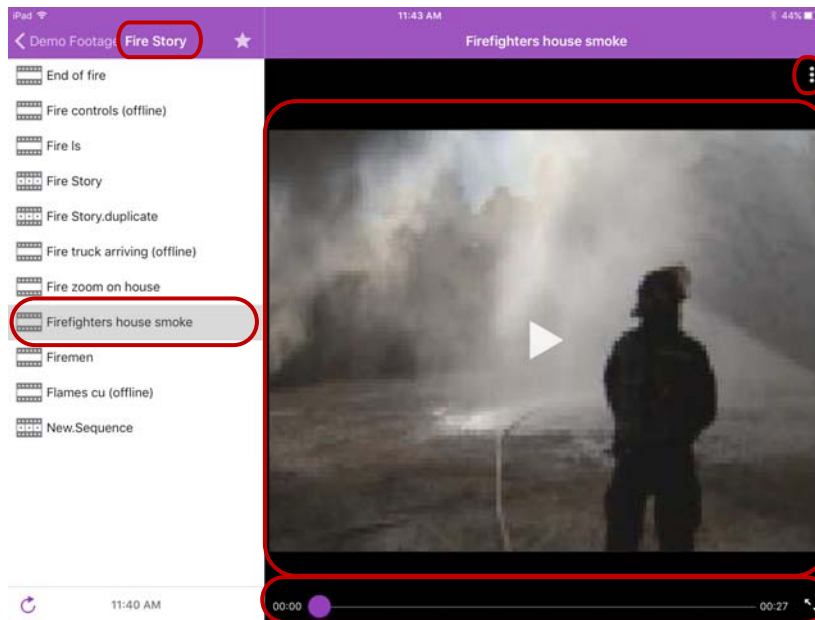 iPad 11:43 AM 44%
Demo Footage Fire Story Firefighters house smoke
End of fire
Fire controls (offline)
Fire ls
Fire Story
Fire Story.duplicate
Fire truck arriving (offline)
Fire zoom on house
Firefighters house smoke
Firemen
Flames cu (offline)
New.Sequence
11:40 AM 00:00 00:27